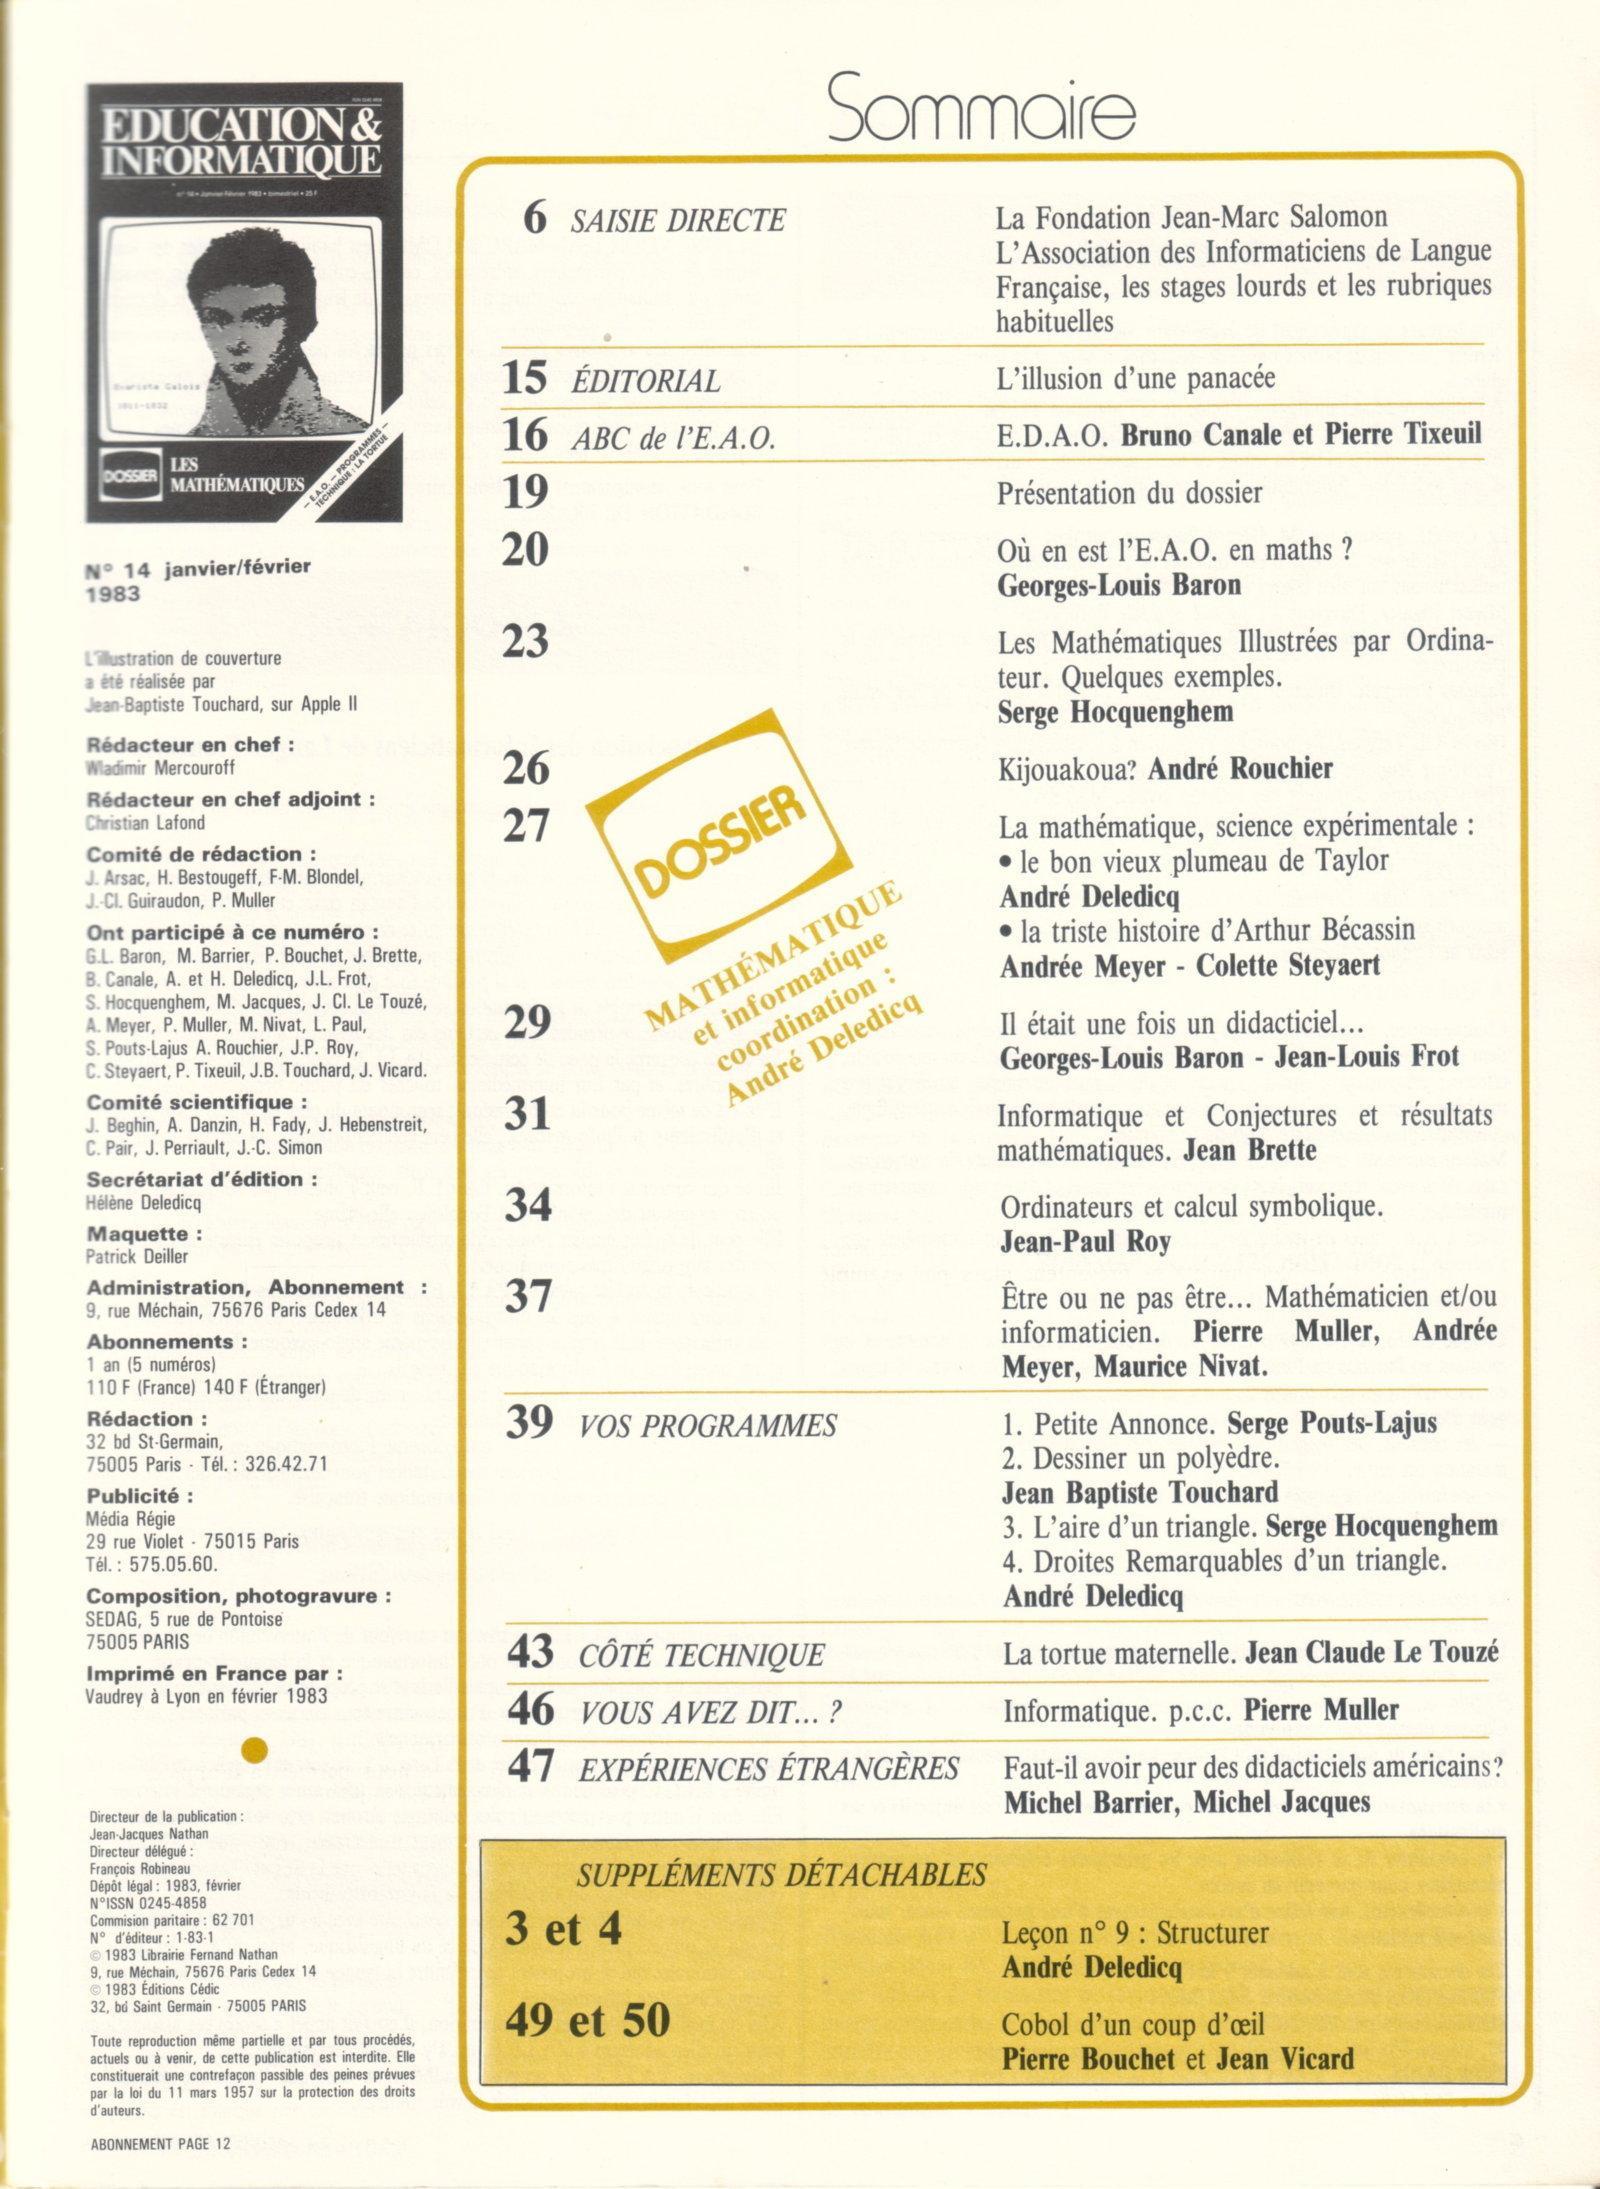 Sommaire
EDUCATION &
INFORMATIQUE
n° 14 • Janvier-Février 1983 • bimestriel • 25 F
Evariste Galois
1811-1832
DOSSIER
LES
MATHÉMATIQUES
— E.A.O. — PROGRAMMES —
TECHNIQUE : LA TORTUE
N° 14 janvier/février
1983
L'illustration de couverture
a été réalisée par
Jean-Baptiste Touchard, sur Apple II
Rédacteur en chef :
Wladimir Mercouroff
Rédacteur en chef adjoint :
Christian Lafond
Comité de rédaction :
J. Arsac, H. Bestougeff, F-M. Blondel,
J.-Cl. Guiraudon, P. Muller
Ont participé à ce numéro :
G.L. Baron, M. Barrier, P. Bouchet, J. Brette,
B. Canale, A. et H. Deledicq, J.L. Frot,
S. Hocquenghem, M. Jacques, J. Cl. Le Touzé,
A. Meyer, P. Muller, M. Nivat, L. Paul,
S. Pouts-Lajus A. Rouchier, J.P. Roy,
C. Steyaert, P. Tixeuil, J.B. Touchard, J. Vicard.
Comité scientifique :
J. Beghin, A. Danzin, H. Fady, J. Hebenstreit,
C. Pair, J. Perriault, J.-C. Simon
Secrétariat d'édition :
Hélène Deledicq
Maquette :
Patrick Deiller
Administration, Abonnement :
9, rue Méchain, 75676 Paris Cedex 14
Abonnements :
1 an (5 numéros)
110 F (France) 140 F (Étranger)
Rédaction :
32 bd St-Germain,
75005 Paris - Tél. : 326.42.71
Publicité :
Média Régie
29 rue Violet - 75015 Paris
Tél. : 575.05.60.
Composition, photogravure :
SEDAG, 5 rue de Pontoise
75005 PARIS
Imprimé en France par :
Vaudrey à Lyon en février 1983
Directeur de la publication :
Jean-Jacques Nathan
Directeur délégué :
François Robineau
Dépôt légal : 1983, février
N°ISSN 0245-4858
Commision paritaire : 62 701
N° d'éditeur : 1-83-1
© 1983 Librairie Fernand Nathan
9, rue Méchain, 75676 Paris Cedex 14
© 1983 Éditions Cédic
32, bd Saint Germain - 75005 PARIS
Toute reproduction même partielle et par tous procédés,
actuels ou à venir, de cette publication est interdite. Elle
constituerait une contrefaçon passible des peines prévues
par la loi du 11 mars 1957 sur la protection des droits
d'auteurs.
ABONNEMENT PAGE 12
6 SAISIE DIRECTE La Fondation Jean-Marc Salomon
L'Association des Informaticiens de Langue
Française, les stages lourds et les rubriques
habituelles
15 ÉDITORIAL L'illusion d'une panacée
16 ABC de l'E.A.O. E.D.A.O. Bruno Canale et Pierre Tixeuil
19 Présentation du dossier
20 Où en est l'E.A.O. en maths ?
Georges-Louis Baron
23 Les Mathématiques Illustrées par Ordina-
teur. Quelques exemples.
Serge Hocquenghem
26 Kijouakoua? André Rouchier
27 La mathématique, science expérimentale :
• le bon vieux plumeau de Taylor
André Deledicq
• la triste histoire d'Arthur Bécassin
Andrée Meyer - Colette Steyaert
DOSSIER
MATHÉMATIQUE
et informatique
coordination :
André Deledicq
29 Il était une fois un didacticiel...
Georges-Louis Baron - Jean-Louis Frot
31 Informatique et Conjectures et résultats
mathématiques. Jean Brette
34 Ordinateurs et calcul symbolique.
Jean-Paul Roy
37 Être ou ne pas être... Mathématicien et/ou
informaticien. Pierre Muller, Andrée
Meyer, Maurice Nivat.
39 VOS PROGRAMMES 1. Petite Annonce. Serge Pouts-Lajus
2. Dessiner un polyèdre.
Jean Baptiste Touchard
3. L'aire d'un triangle. Serge Hocquenghem
4. Droites Remarquables d'un triangle.
André Deledicq
43 CÔTÉ TECHNIQUE La tortue maternelle. Jean Claude Le Touzé
46 VOUS AVEZ DIT... ? Informatique. p.c.c. Pierre Muller
47 EXPÉRIENCES ÉTRANGÈRES Faut-il avoir peur des didacticiels américains?
Michel Barrier, Michel Jacques
SUPPLÉMENTS DÉTACHABLES
3 et 4 Leçon n° 9 : Structurer
André Deledicq
49 et 50 Cobol d'un coup d'œil
Pierre Bouchet et Jean Vicard